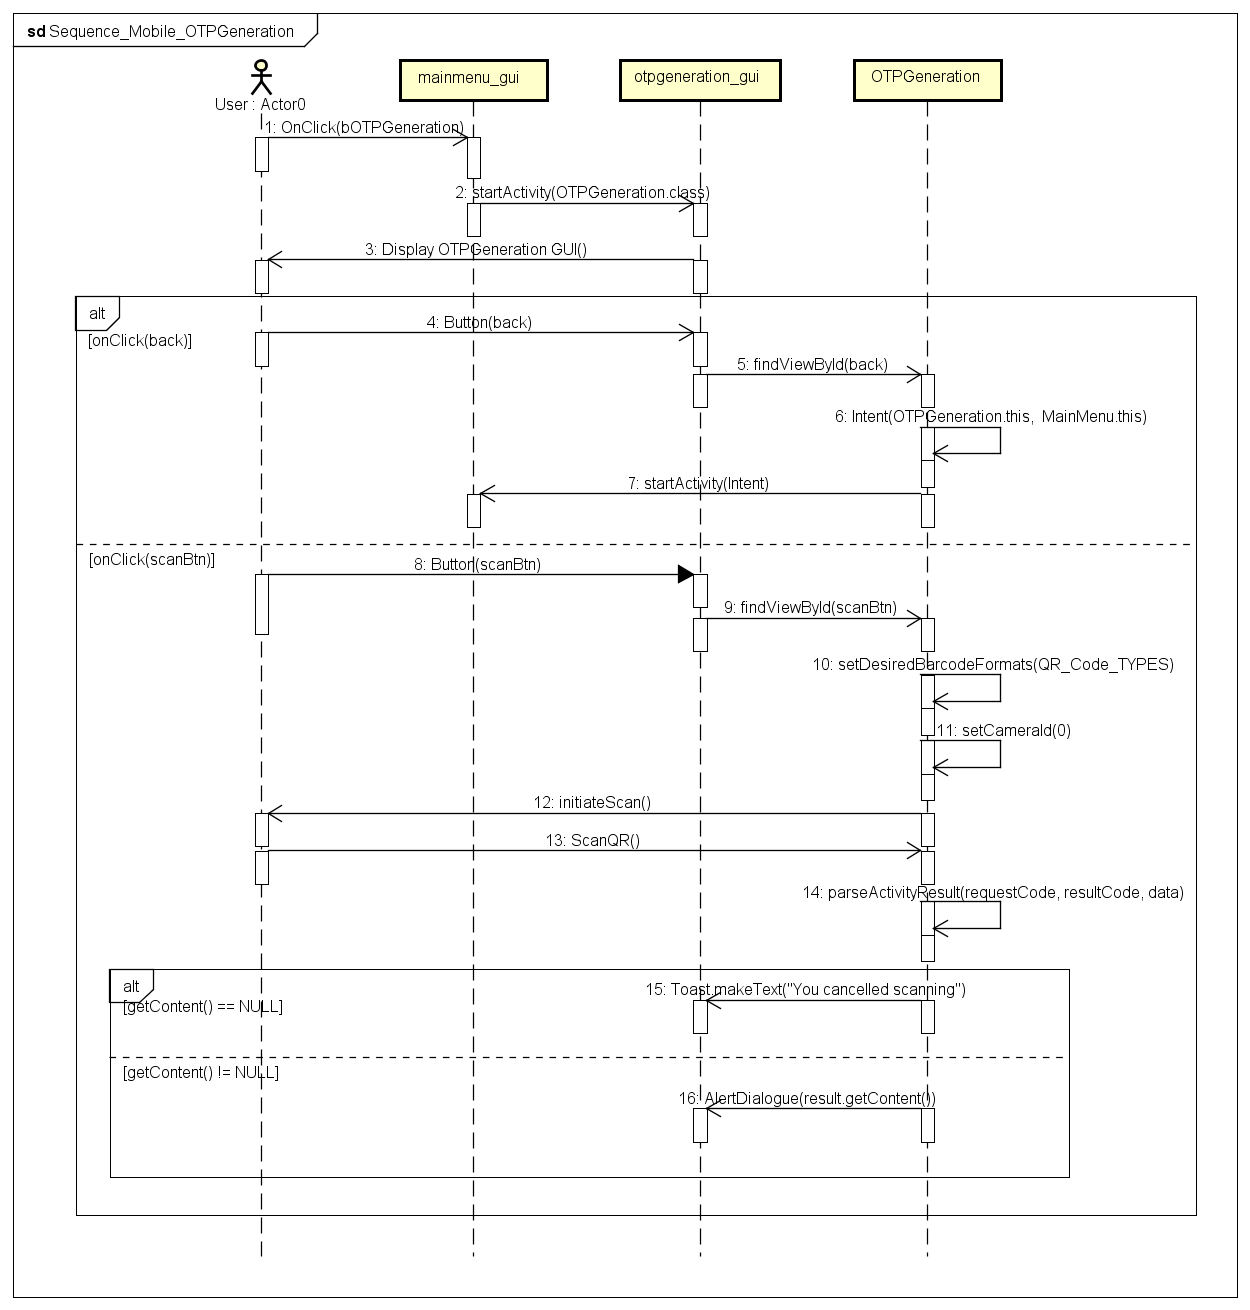 sd Sequence_Mobile_OTPGeneration
mainmenu_gui
otpgeneration_gui
OTPGeneration
User : Actor0
1: OnClick(bOTPGeneration)
2: startActivity(OTPGeneration.class)
3: Display OTPGeneration GUI()
alt
4: Button(back)
[onClick(back)]
5: findViewById(back)
6: Intent(OTPGeneration.this,  MainMenu.this)
7: startActivity(Intent)
[onClick(scanBtn)]
8: Button(scanBtn)
9: findViewById(scanBtn)
10: setDesiredBarcodeFormats(QR_Code_TYPES)
11: setCameraId(0)
12: initiateScan()
13: ScanQR()
14: parseActivityResult(requestCode, resultCode, data)
alt
15: Toast.makeText("You cancelled scanning")
[getContent() == NULL]
[getContent() != NULL]
16: AlertDialogue(result.getContent())